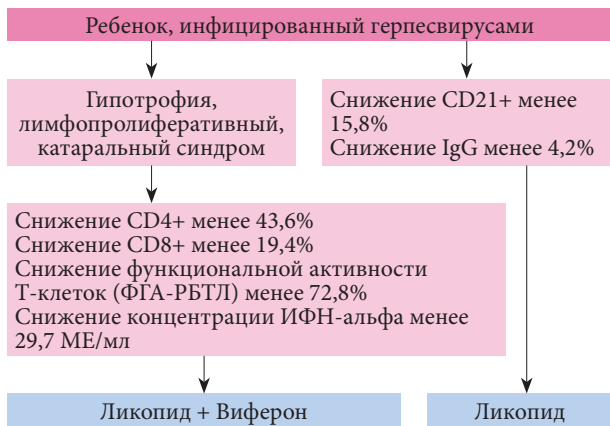 Ребенок, инфицированный герпесвирусами
Гипотрофия,
лимфопролиферативный,
катаральный синдром
Снижение CD21+ менее
15,8%
Снижение IgG менее 4,2%
Снижение CD4+ менее 43,6%
Снижение CD8+ менее 19,4%
Снижение функциональной активности
Т-клеток (ФГА-РБТЛ) менее 72,8%
Снижение концентрации ИФН-альфа менее
29,7 МЕ/мл
Ликопид + Виферон
Ликопид